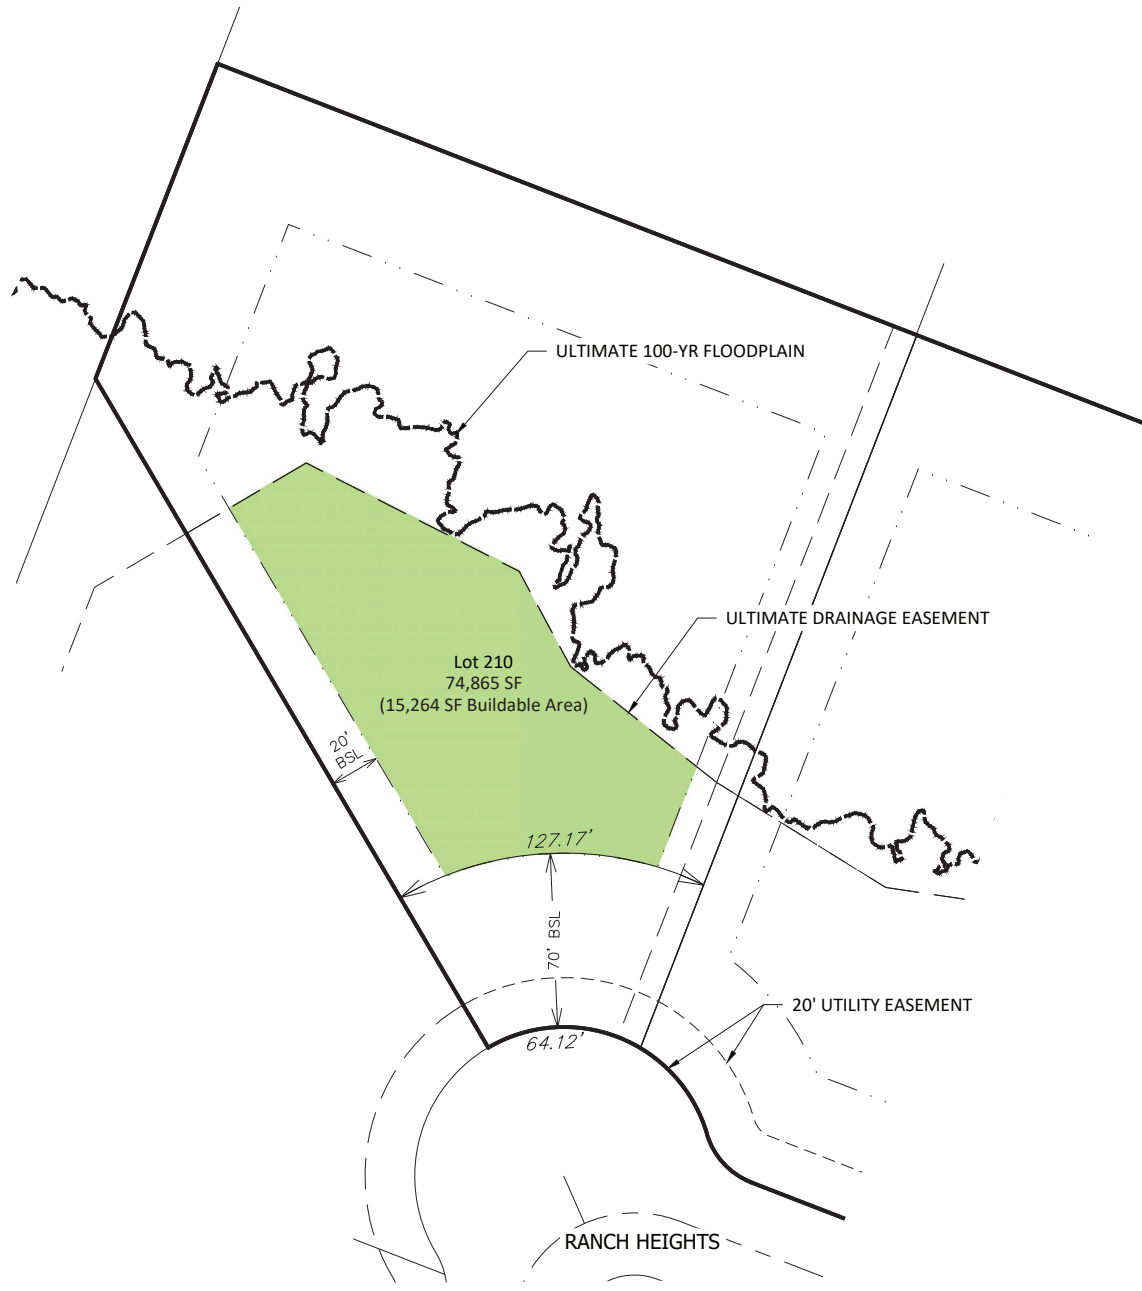 ULTIMATE 100-YR FLOODPLAIN
ULTIMATE DRAINAGE EASEMENT
Lot 210
74,865 SF
(15,264 SF Buildable Area)
20'
BSL
127.17'
70' BSL
20' UTILITY EASEMENT
64.12'
RANCH HEIGHTS